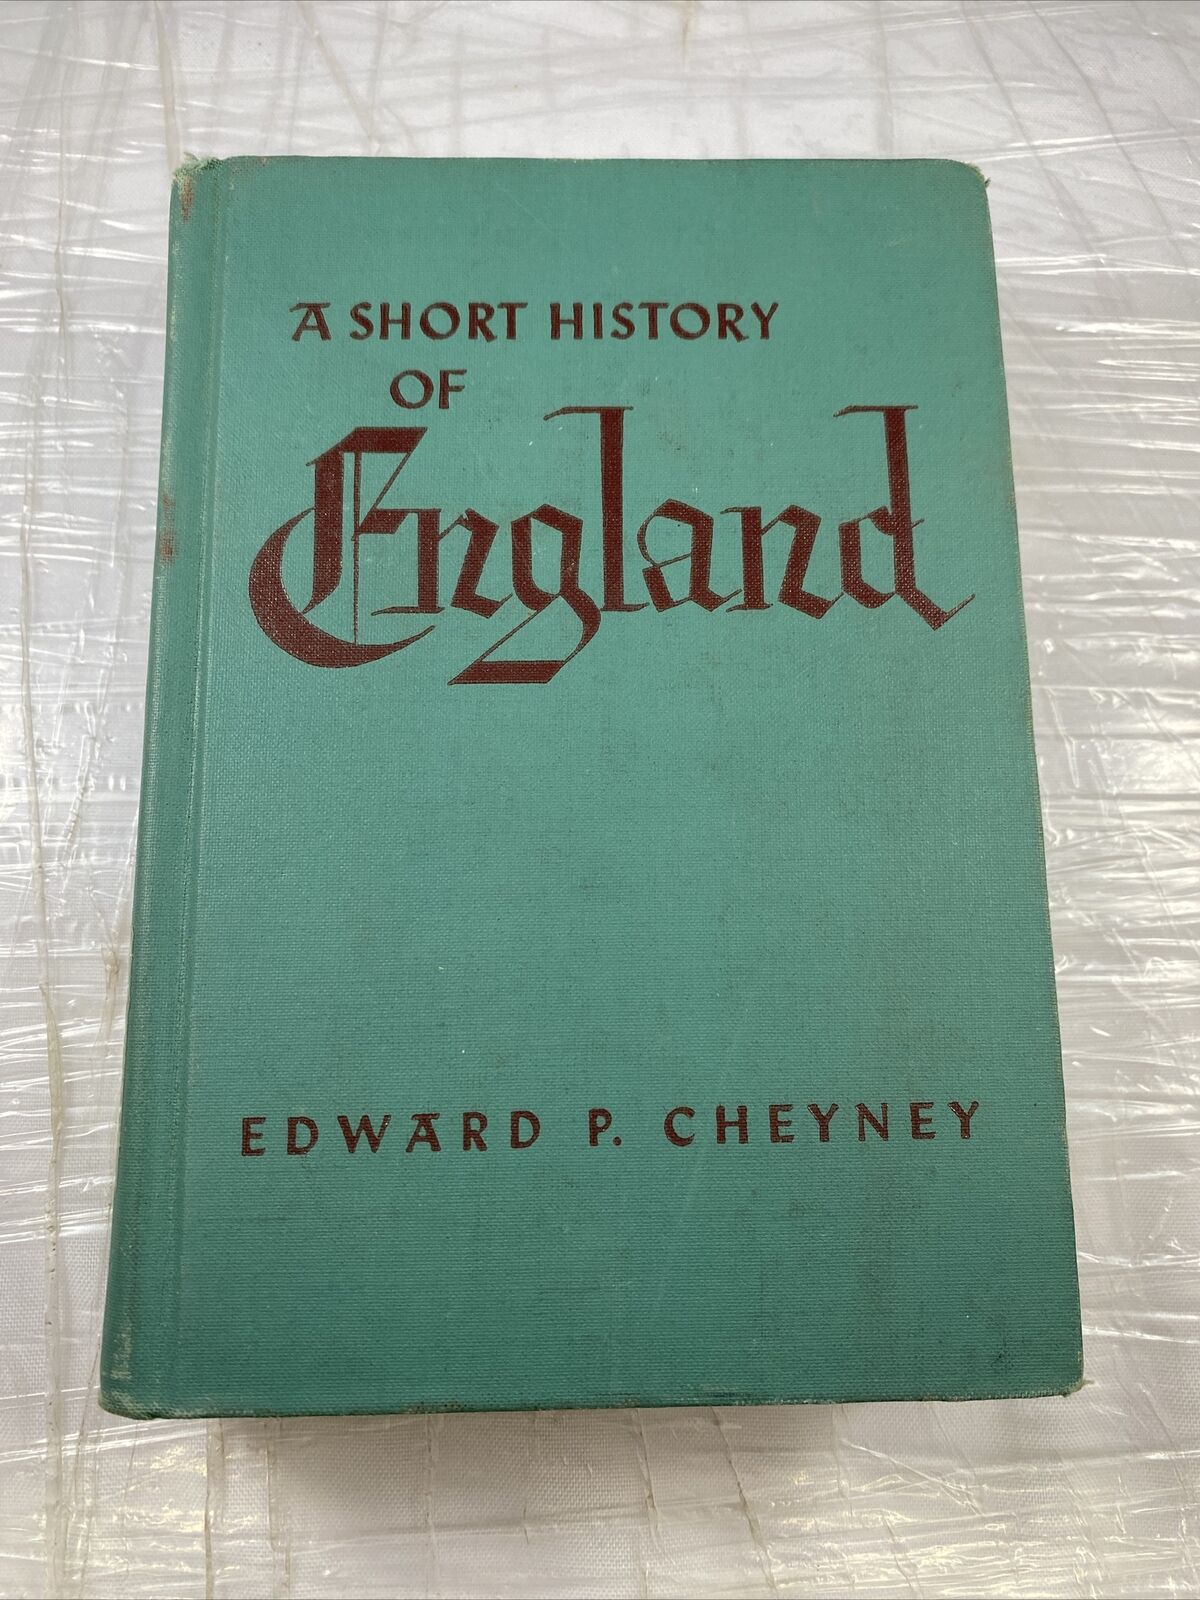 A SHORT HISTORY
OF
England
EDWARD P. CHEYNEY